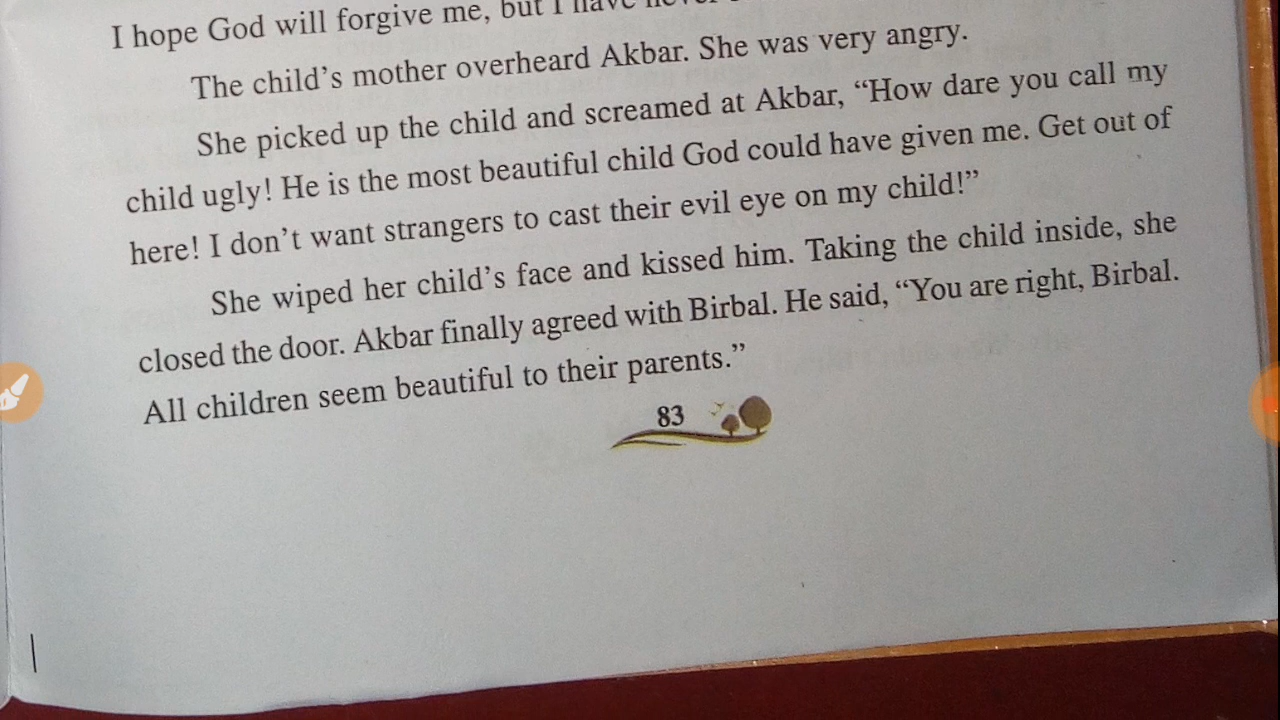 I hope God will forgive me, but I have never
The child’s mother overheard Akbar. She was very angry.
She picked up the child and screamed at Akbar, “How dare you call my
child ugly! He is the most beautiful child God could have given me. Get out of
here! I don’t want strangers to cast their evil eye on my child!”
She wiped her child’s face and kissed him. Taking the child inside, she
closed the door. Akbar finally agreed with Birbal. He said, “You are right, Birbal.
All children seem beautiful to their parents.”
83